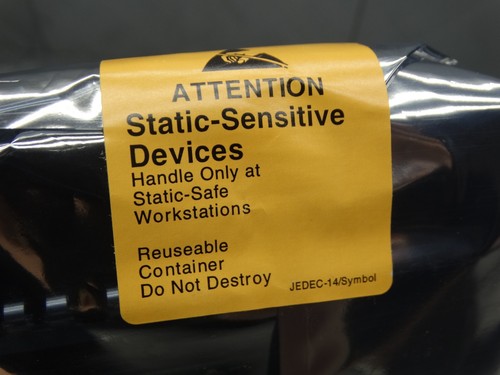 ATTENTION
Static-Sensitive
Devices
Handle Only at
Static-Safe
Workstations
Reuseable
Container
Do Not Destroy
JEDEC-14/Symbol